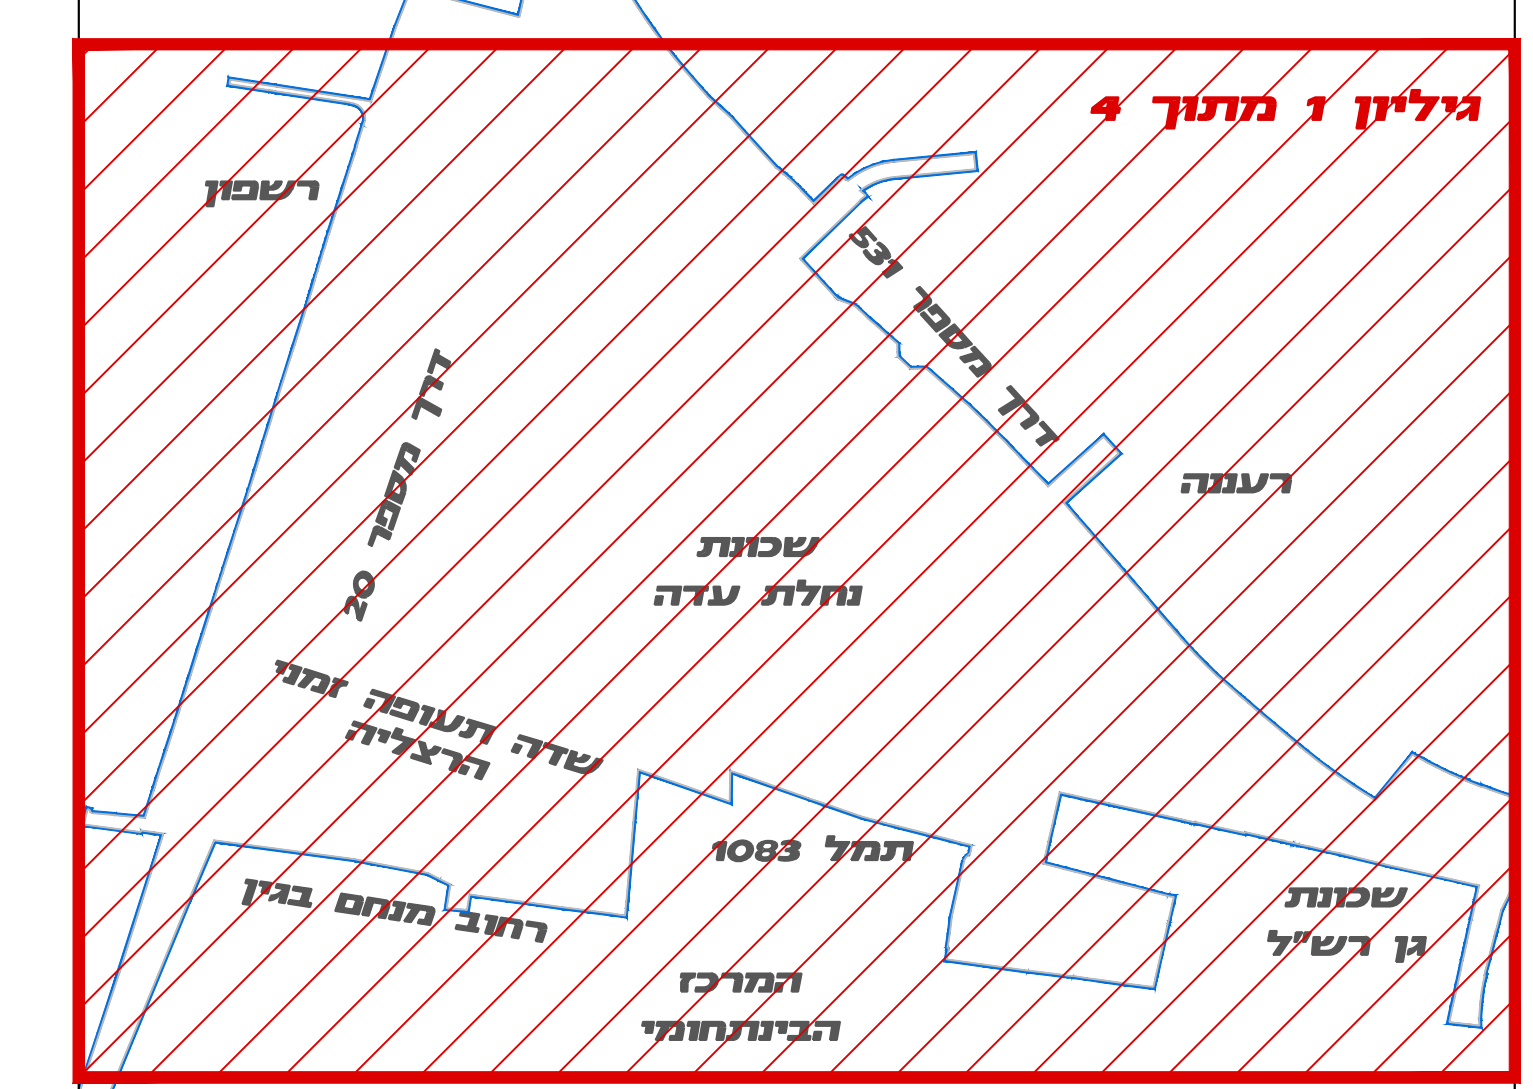 גיליון 1 מתוך 4
רשפון
דרך מספר 531
דרך מספר 20
רעננה
שכונת
נחלת עדה
שדה תעופה זמני
הרצליה
תמל 1083
רחוב מנחם בגין
שכונת
גן רש"ל
המרכז
הבינתחומי